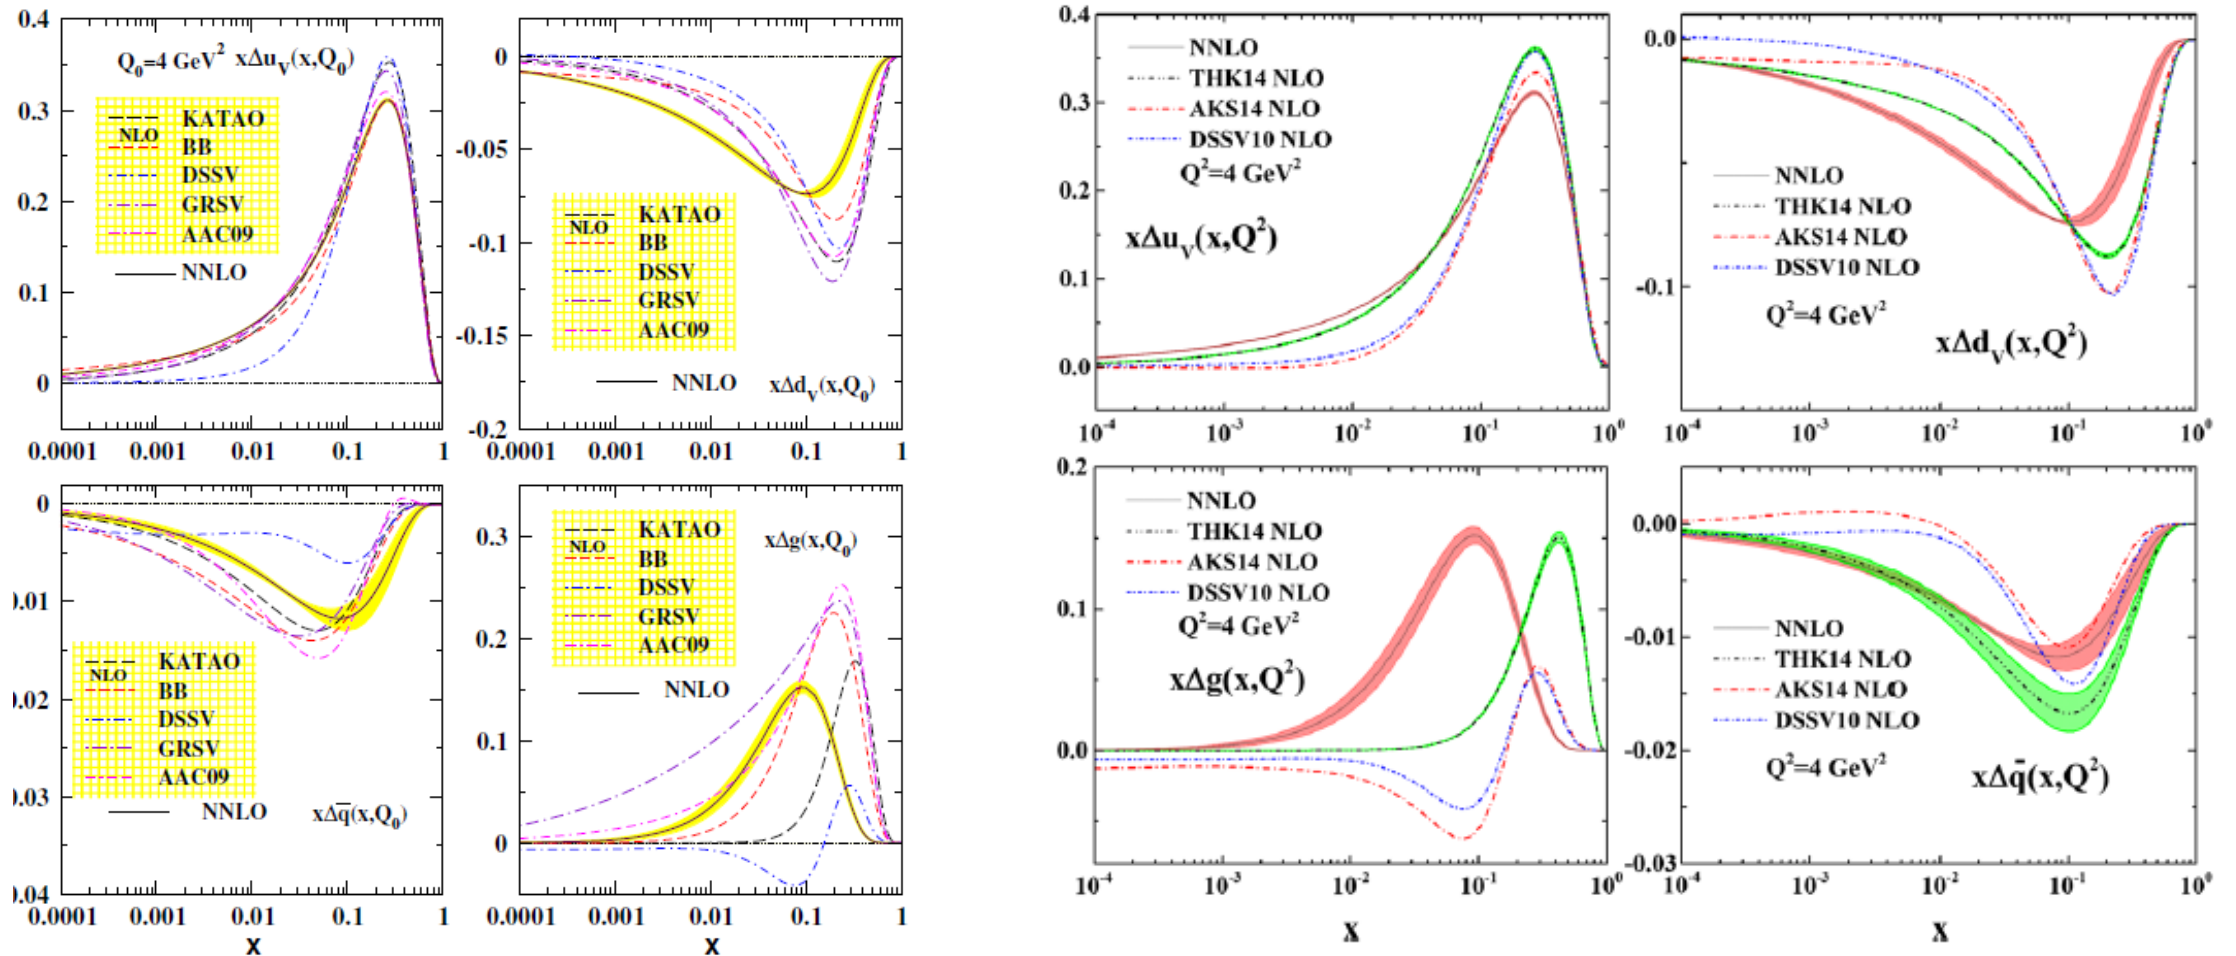 0.4
0.3
0.2
0.1
0
Q₀=4 GeV² xΔu_V(x,Q₀)
KATAO
NLO
BB
DSSV
GRSV
AAC09
NNLO
0.0001 0.001 0.01 0.1 1
0
-0.05
-0.1
-0.15
-0.2
KATAO
NLO
BB
DSSV
GRSV
AAC09
NNLO
xΔd_V(x,Q₀)
0.0001 0.001 0.01 0.1 1
0.4
0.3
0.2
0.1
0.0
NNLO
THK14 NLO
AKS14 NLO
DSSV10 NLO
Q²=4 GeV²
xΔu_V(x,Q²)
10⁻⁴ 10⁻³ 10⁻² 10⁻¹ 10⁰
0.0
-0.1
NNLO
THK14 NLO
AKS14 NLO
DSSV10 NLO
Q²=4 GeV²
xΔd_V(x,Q²)
10⁻⁴ 10⁻³ 10⁻² 10⁻¹ 10⁰
0
).01
).02
).03
).04
KATAO
NLO
BB
DSSV
GRSV
AAC09
NNLO
xΔq̄(x,Q₀)
0.0001 0.001 0.01 0.1 1
X
0.3
0.2
0.1
0
KATAO
NLO
BB
DSSV
GRSV
AAC09
NNLO
xΔg(x,Q₀)
0.0001 0.001 0.01 0.1 1
X
0.2
0.1
0.0
NNLO
THK14 NLO
AKS14 NLO
DSSV10 NLO
Q²=4 GeV²
xΔg(x,Q²)
10⁻⁴ 10⁻³ 10⁻² 10⁻¹ 10⁰
x
0.00
-0.01
-0.02
-0.03
NNLO
THK14 NLO
AKS14 NLO
DSSV10 NLO
Q²=4 GeV²
xΔq̄(x,Q²)
10⁻⁴ 10⁻³ 10⁻² 10⁻¹ 10⁰
x